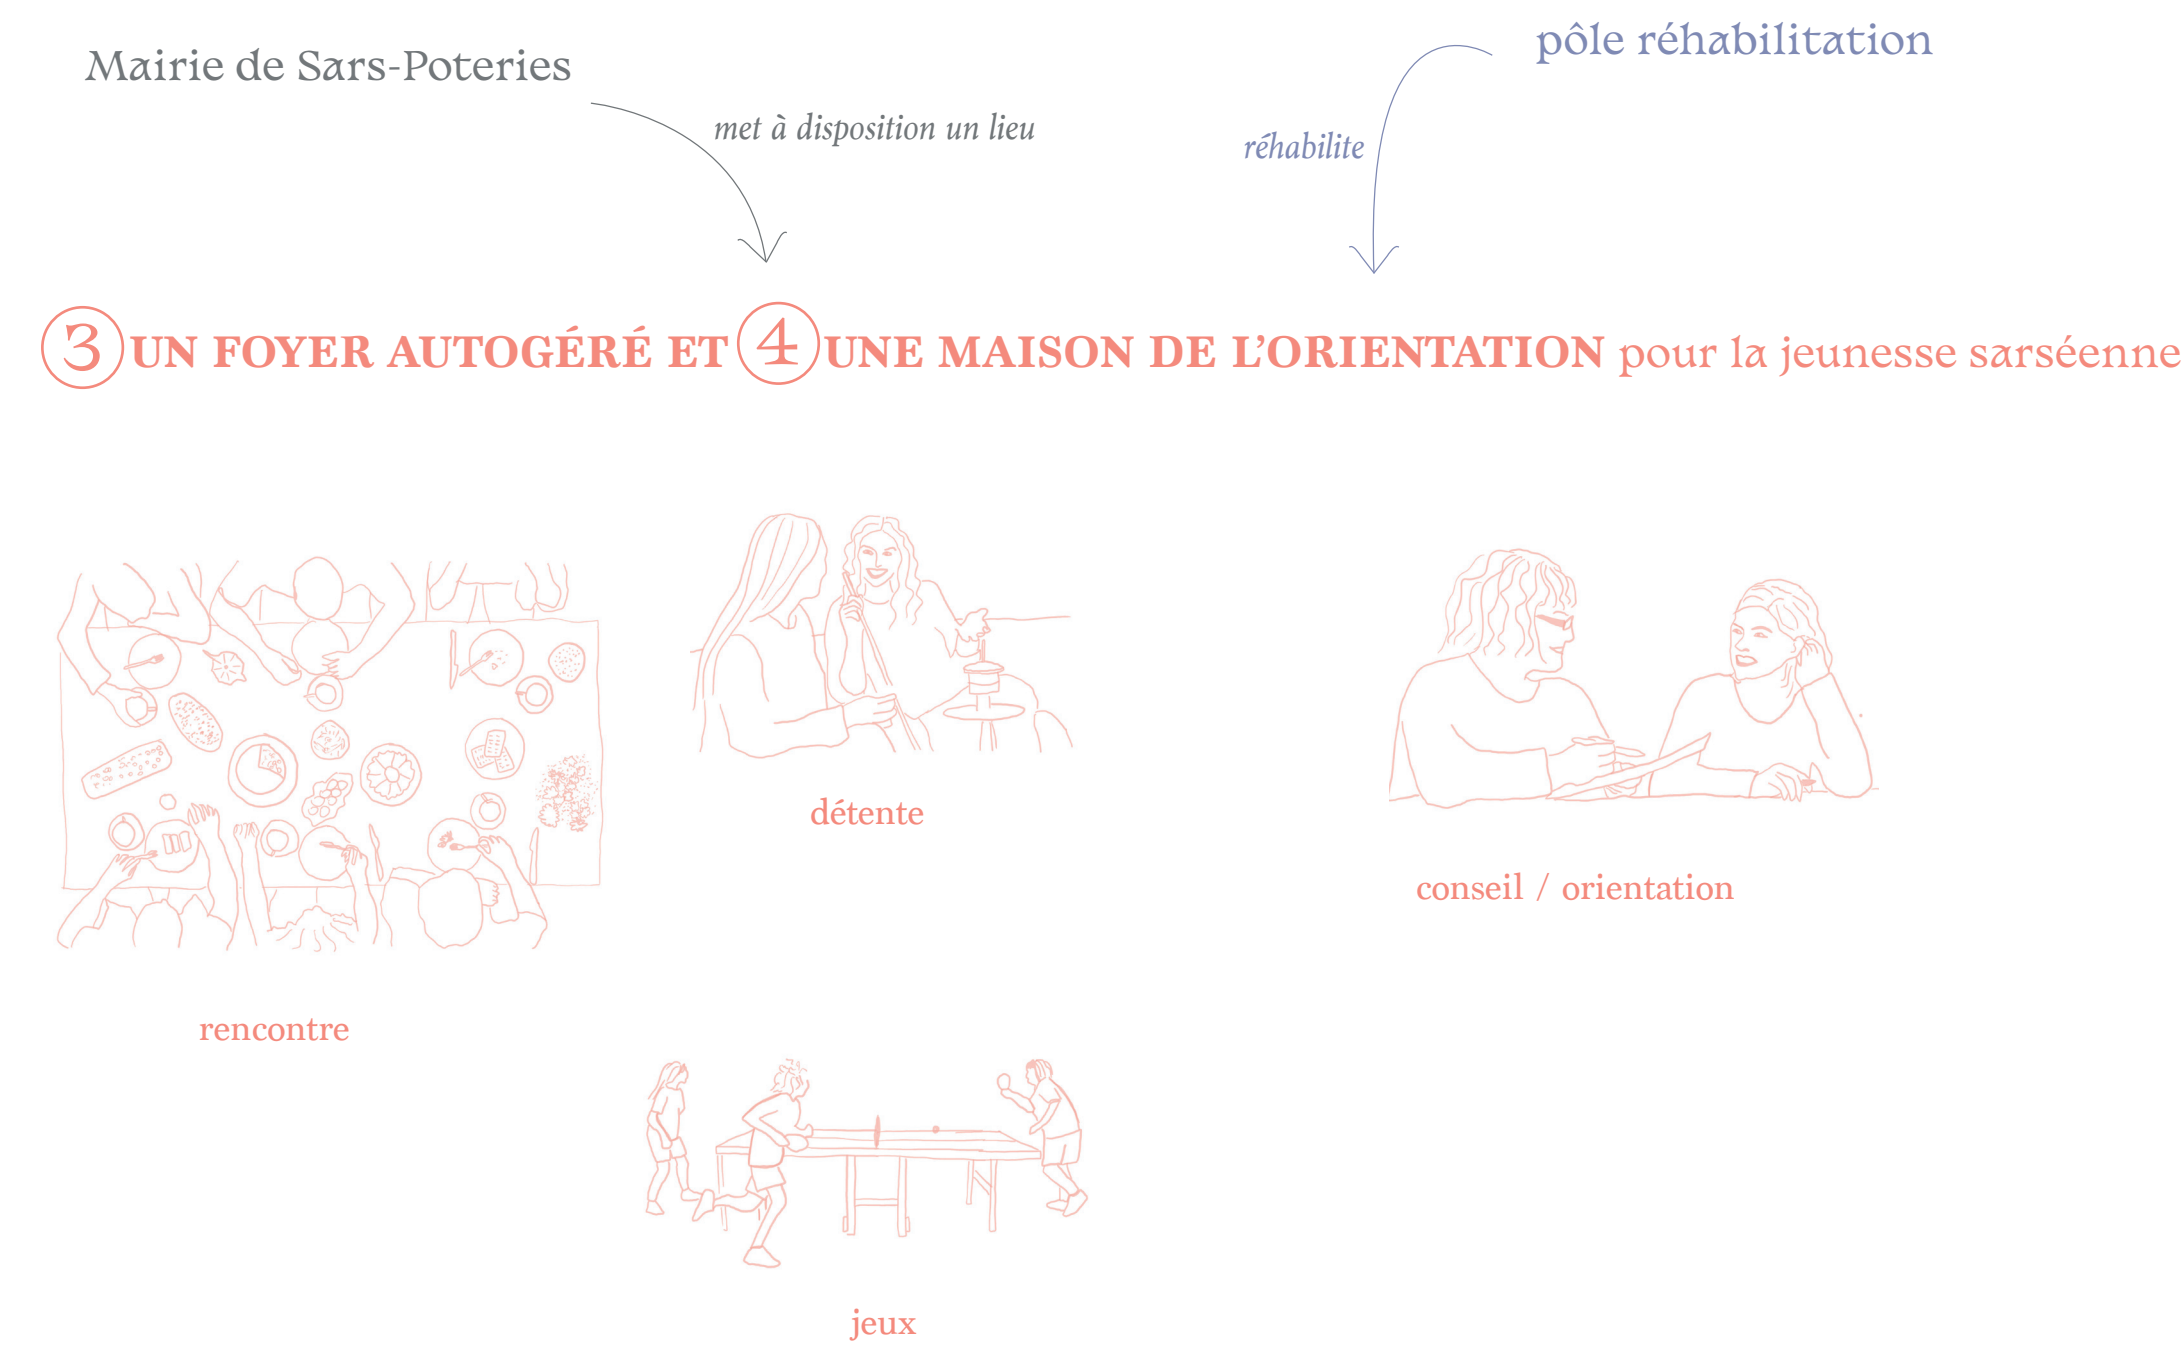 Mairie de Sars-Poteries
pôle réhabilitation
met à disposition un lieu
réhabilite
3 UN FOYER AUTOGÉRÉ ET 4 UNE MAISON DE L’ORIENTATION pour la jeunesse sarséenne
détente
conseil / orientation
rencontre
jeux